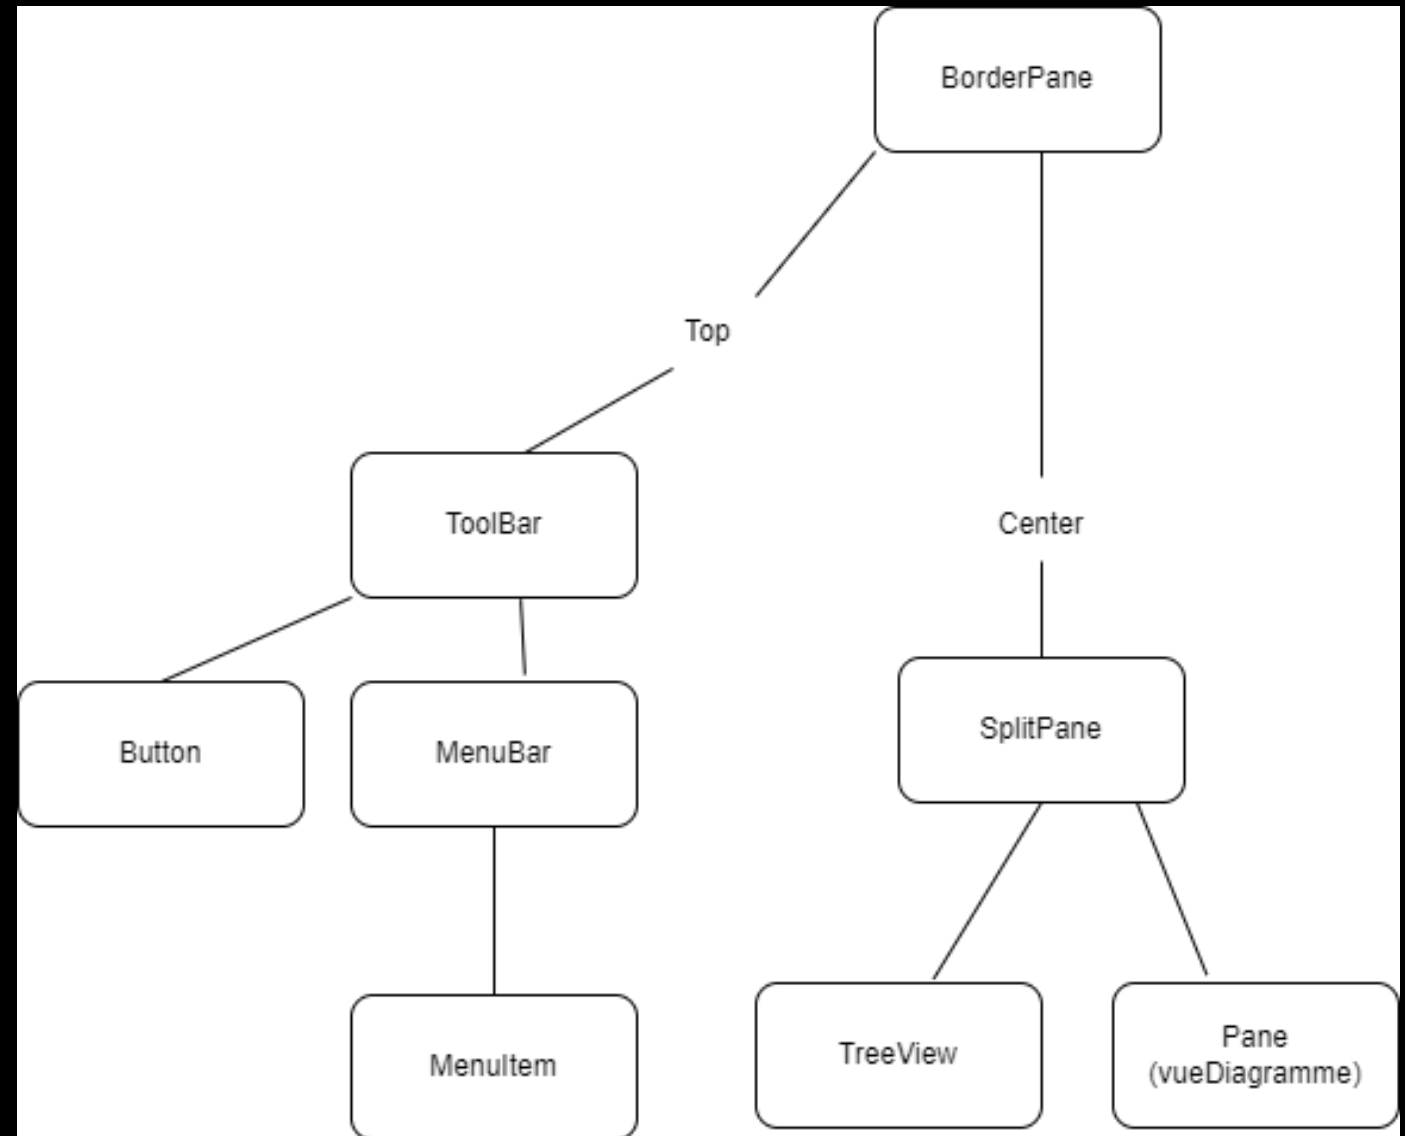 BorderPane
Top
ToolBar
Center
Button
MenuBar
SplitPane
MenuItem
TreeView
Pane
(vueDiagramme)